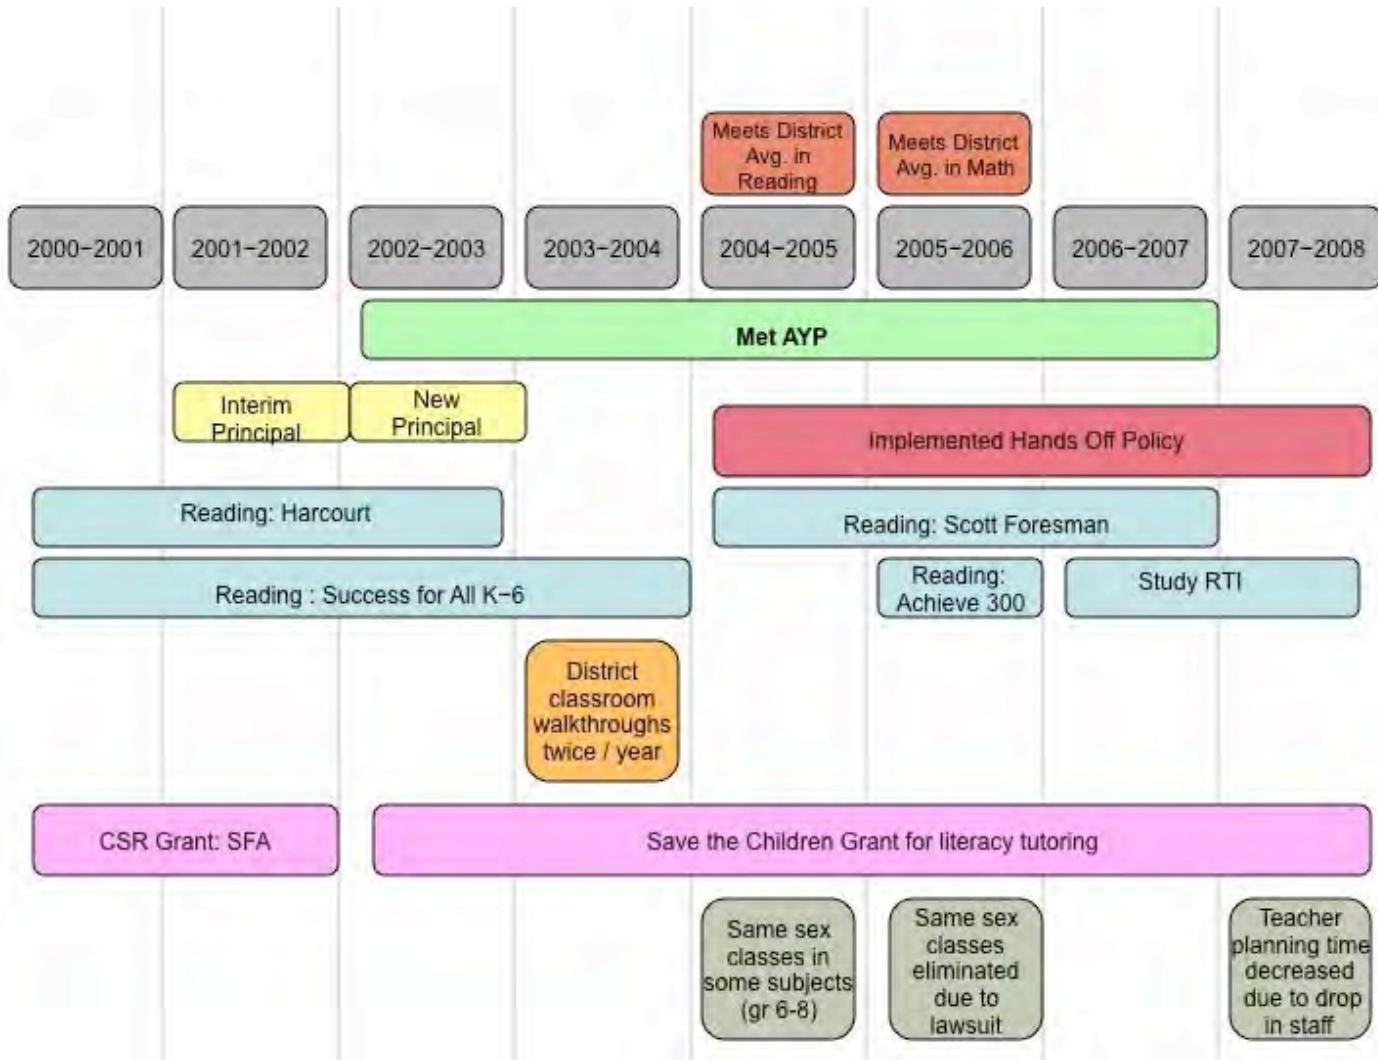 Meets District
Avg. in
Reading
Meets District
Avg. in Math
2000−2001
2001−2002
2002−2003
2003−2004
2004−2005
2005−2006
2006−2007
2007−2008
Met AYP
Interim
Principal
New
Principal
Implemented Hands Off Policy
Reading: Harcourt
Reading: Scott Foresman
Reading : Success for All K−6
Reading:
Achieve 300
Study RTI
District
classroom
walkthroughs
twice / year
CSR Grant: SFA
Save the Children Grant for literacy tutoring
Same sex
classes in
some subjects
(gr 6-8)
Same sex
classes
eliminated
due to
lawsuit
Teacher
planning time
decreased
due to drop
in staff